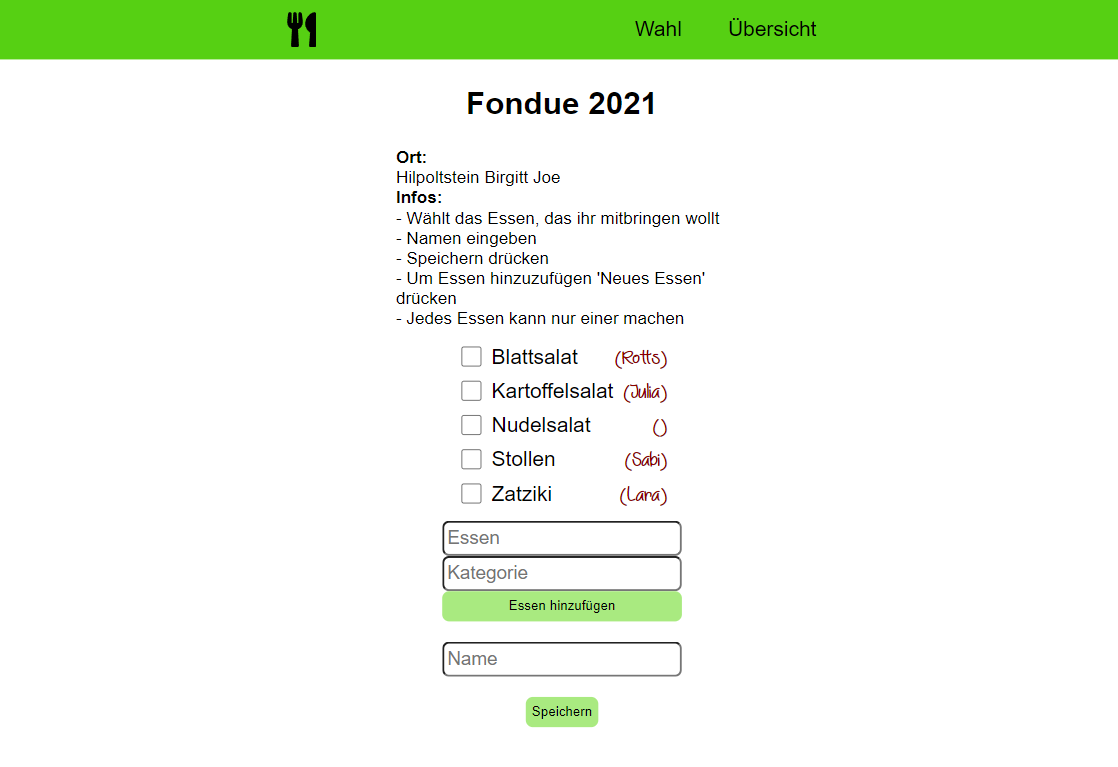 Wahl Übersicht
Fondue 2021
Ort:
Hilpoltstein Birgitt Joe
Infos:
- Wählt das Essen, das ihr mitbringen wollt
- Namen eingeben
- Speichern drücken
- Um Essen hinzuzufügen 'Neues Essen'
drücken
- Jedes Essen kann nur einer machen
Blattsalat (Rotts)
Kartoffelsalat (Julia)
Nudelsalat ()
Stollen (Sabi)
Zatziki (Lana)
Essen
Kategorie
Essen hinzufügen
Name
Speichern